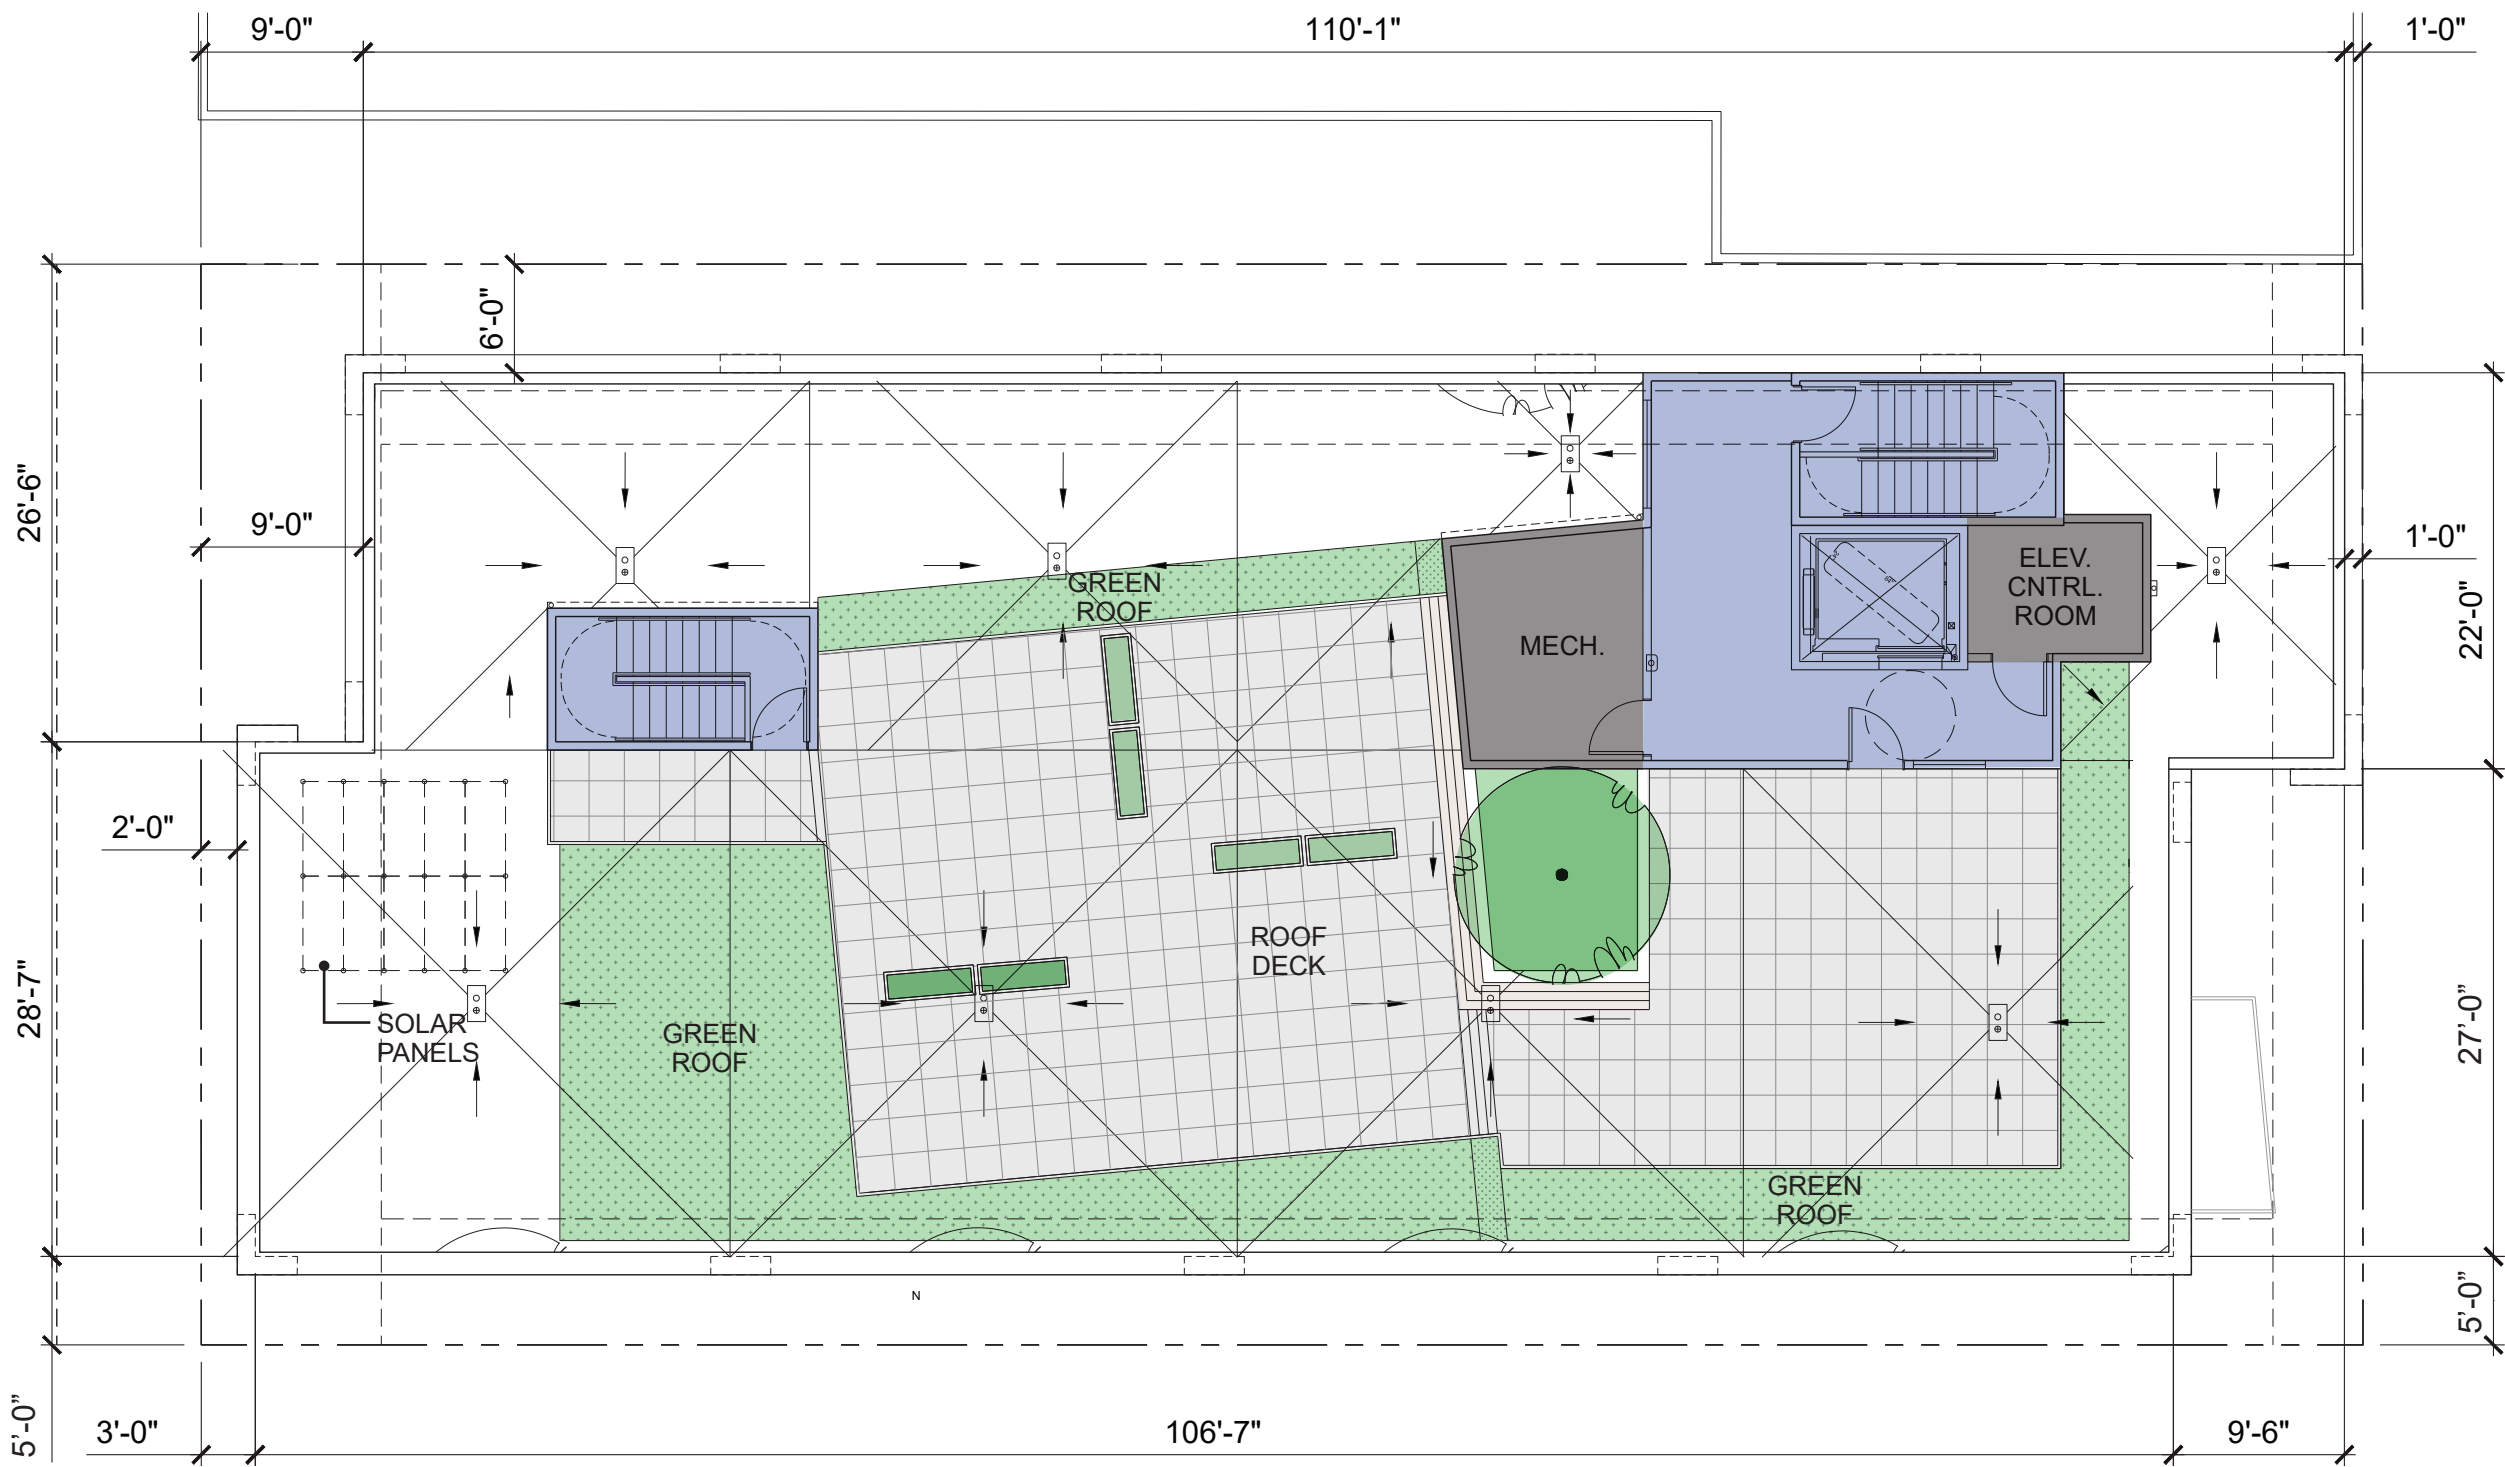 9'-0"
110'-1"
1'-0"
6'-0"
26'-6"
9'-0"
1'-0"
ELEV.
CNTRL.
ROOM
GREEN
ROOF
22'-0"
MECH.
2'-0"
ROOF
DECK
28'-7"
SOLAR
PANELS
GREEN
ROOF
27'-0"
GREEN
ROOF
N
5'-0"
5'-0"
3'-0"
106'-7"
9'-6"